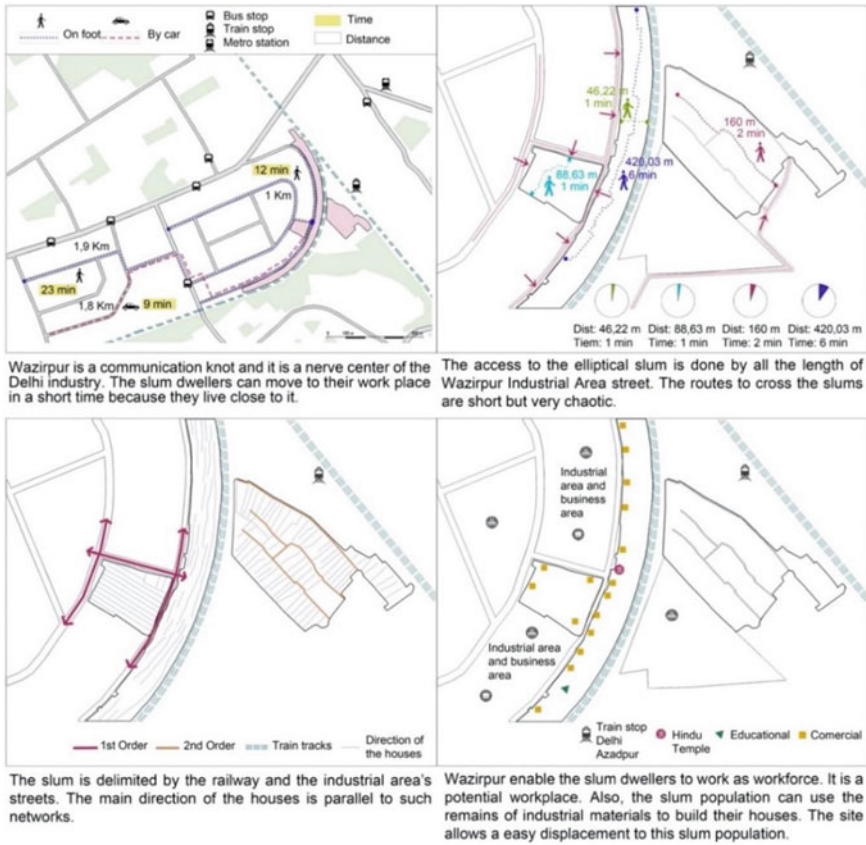 Bus stop
Train stop
Metro station
On foot
By car
Time
Distance
12 min
1 Km
1,9 Km
23 min
1,8 Km
9 min
Wazirpur is a communication knot and it is a nerve center of the
Delhi industry. The slum dwellers can move to their work place
in a short time because they live close to it.
46,22 m
1 min
160 m
2 min
88,63 m
1 min
420,03 m
6 min
Dist: 46,22 m
Tiem: 1 min
Dist: 88,63 m
Time: 1 min
Dist: 160 m
Time: 2 min
Dist: 420,03 m
Time: 6 min
The access to the elliptical slum is done by all the length of
Wazirpur Industrial Area street. The routes to cross the slums
are short but very chaotic.
1st Order
2nd Order
Train tracks
Direction of
the houses
The slum is delimited by the railway and the industrial area's
streets. The main direction of the houses is parallel to such
networks.
Industrial
area and
business
area
Industrial area
and business
area
Train stop
Delhi
Azadpur
Hindu
Temple
Educational
Comercial
Wazirpur enable the slum dwellers to work as workforce. It is a
potential workplace. Also, the slum population can use the
remains of industrial materials to build their houses. The site
allows a easy displacement to this slum population.